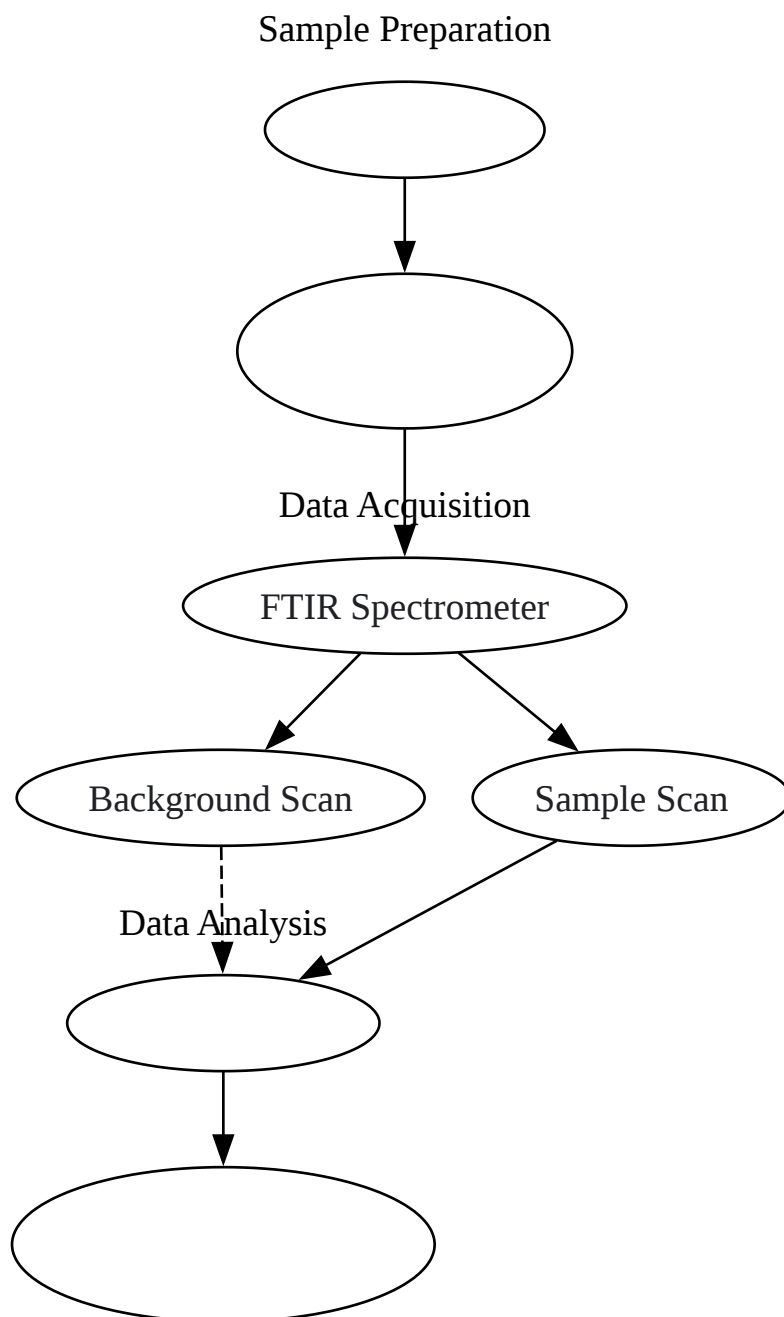 Sample Preparation
Data Acquisition
FTIR Spectrometer
Background Scan
Sample Scan
Data Analysis